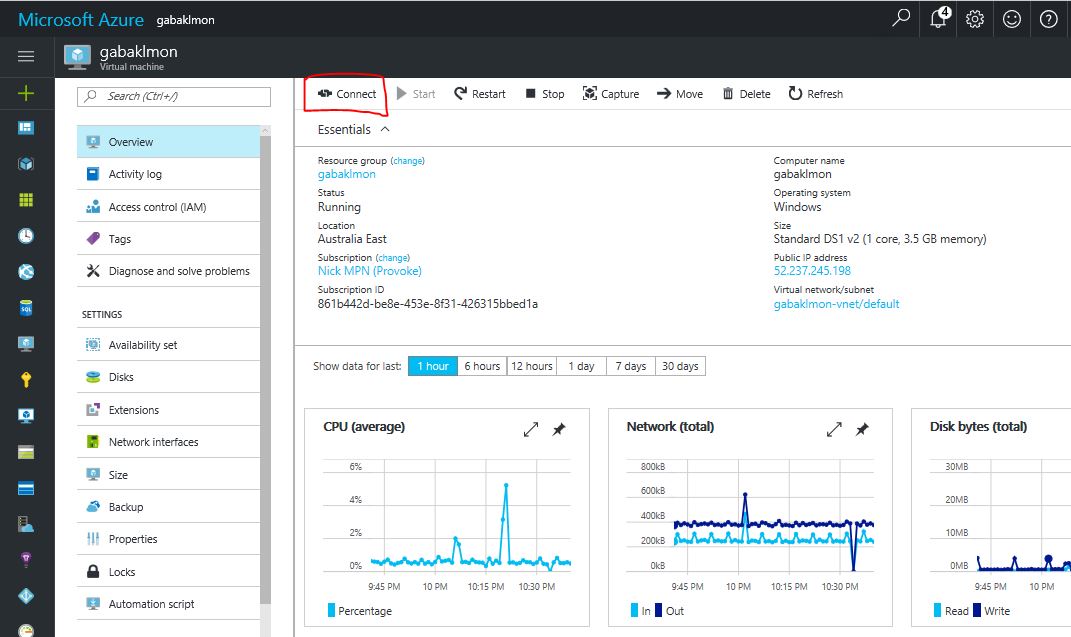 Microsoft Azure gabaklmon
4
?
gabaklmon
Virtual machine
Search (Ctrl+/)
Overview
Activity log
Access control (IAM)
Tags
Diagnose and solve problems
SETTINGS
Availability set
Disks
Extensions
Network interfaces
Size
Backup
Properties
Locks
Automation script
SQL
Connect Start Restart Stop Capture Move Delete Refresh
Essentials
Resource group (change)
gabaklmon
Status
Running
Location
Australia East
Subscription (change)
Nick MPN (Provoke)
Subscription ID
861b442d-be8e-453e-8f31-426315bbed1a
Computer name
gabaklmon
Operating system
Windows
Size
Standard DS1 v2 (1 core, 3.5 GB memory)
Public IP address
52.237.245.198
Virtual network/subnet
gabaklmon-vnet/default
Show data for last: 1 hour 6 hours 12 hours 1 day 7 days 30 days
CPU (average)
6%
4%
2%
0%
9:45 PM 10 PM 10:15 PM 10:30 PM
Percentage
Network (total)
800kB
600kB
400kB
200kB
0kB
9:45 PM 10 PM 10:15 PM 10:30 PM
In Out
Disk bytes (total)
30MB
20MB
10MB
0MB
9:45 PM 10 PM
Read Write